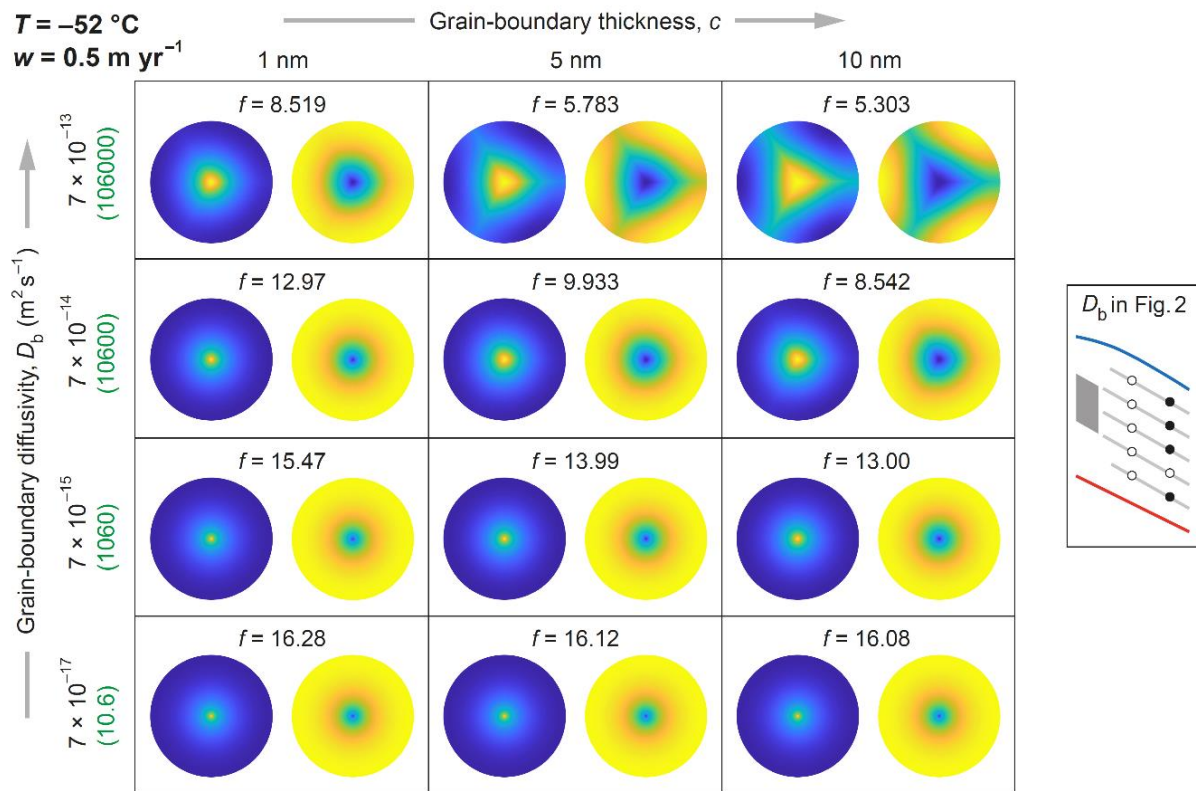 T = –52 °C
w = 0.5 m yr⁻¹
Grain-boundary thickness, c
1 nm 5 nm 10 nm
Grain-boundary diffusivity, D_b (m² s⁻¹)
7 × 10⁻¹³
(1060000)
f = 8.519 f = 5.783 f = 5.303
7 × 10⁻¹⁴
(10600)
f = 12.97 f = 9.933 f = 8.542
7 × 10⁻¹⁵
(1060)
f = 15.47 f = 13.99 f = 13.00
7 × 10⁻¹⁷
(10.6)
f = 16.28 f = 16.12 f = 16.08
D_b in Fig. 2